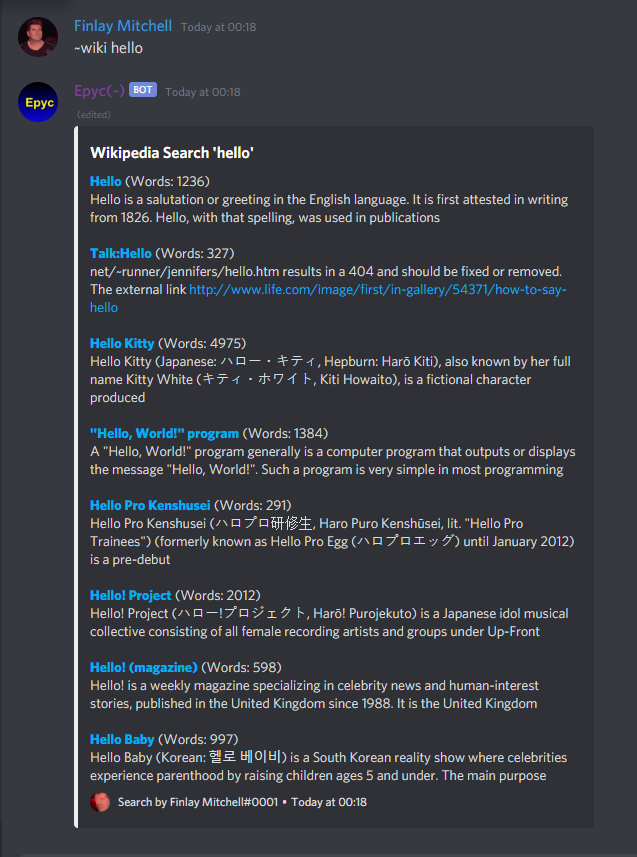 Finlay Mitchell Today at 00:18
~wiki hello
Epyc
Epyc(~) BOT Today at 00:18
(edited)
Wikipedia Search 'hello'
Hello (Words: 1236)
Hello is a salutation or greeting in the English language. It is first attested in writing
from 1826. Hello, with that spelling, was used in publications
Talk:Hello (Words: 327)
net/~runner/jennifers/hello.htm results in a 404 and should be fixed or removed.
The external link http://www.life.com/image/first/in-gallery/54371/how-to-say-
hello
Hello Kitty (Words: 4975)
Hello Kitty (Japanese: ハロー・キティ, Hepburn: Harō Kiti), also known by her full
name Kitty White (キティ・ホワイト, Kiti Howaito), is a fictional character
produced
"Hello, World!" program (Words: 1384)
A "Hello, World!" program generally is a computer program that outputs or displays
the message "Hello, World!". Such a program is very simple in most programming
Hello Pro Kenshusei (Words: 291)
Hello Pro Kenshusei (ハロプロ研修生, Haro Puro Kenshūsei, lit. "Hello Pro
Trainees") (formerly known as Hello Pro Egg (ハロプロエッグ) until January 2012)
is a pre-debut
Hello! Project (Words: 2012)
Hello! Project (ハロー!プロジェクト, Harō! Purojekuto) is a Japanese idol musical
collective consisting of all female recording artists and groups under Up-Front
Hello! (magazine) (Words: 598)
Hello! is a weekly magazine specializing in celebrity news and human-interest
stories, published in the United Kingdom since 1988. It is the United Kingdom
Hello Baby (Words: 997)
Hello Baby (Korean: 헬로 베이비) is a South Korean reality show where celebrities
experience parenthood by raising children ages 5 and under. The main purpose
Search by Finlay Mitchell#0001 • Today at 00:18